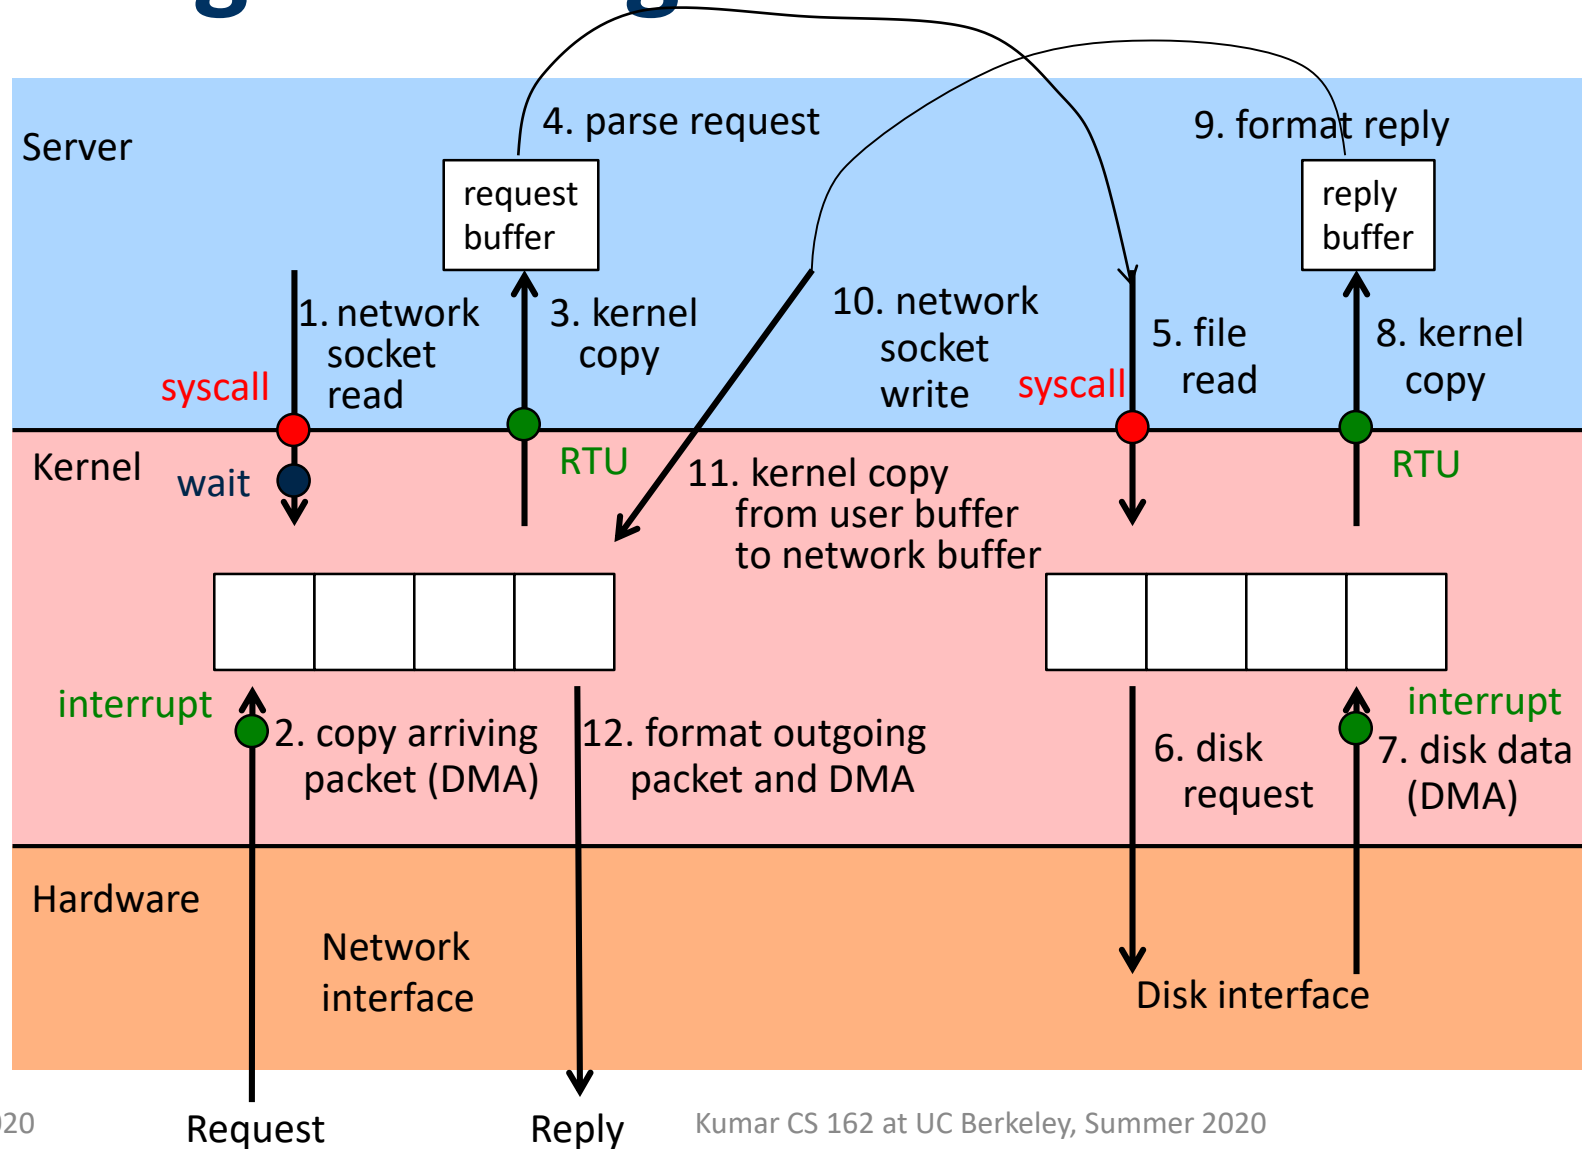 Server
4. parse request
9. format reply
request
buffer
reply
buffer
1. network
socket
read
3. kernel
copy
10. network
socket
write
5. file
read
8. kernel
copy
syscall
syscall
Kernel
wait
RTU
11. kernel copy
from user buffer
to network buffer
RTU
interrupt
2. copy arriving
packet (DMA)
12. format outgoing
packet and DMA
6. disk
request
interrupt
7. disk data
(DMA)
Hardware
Network
interface
Disk interface
Request
Reply
Kumar CS 162 at UC Berkeley, Summer 2020